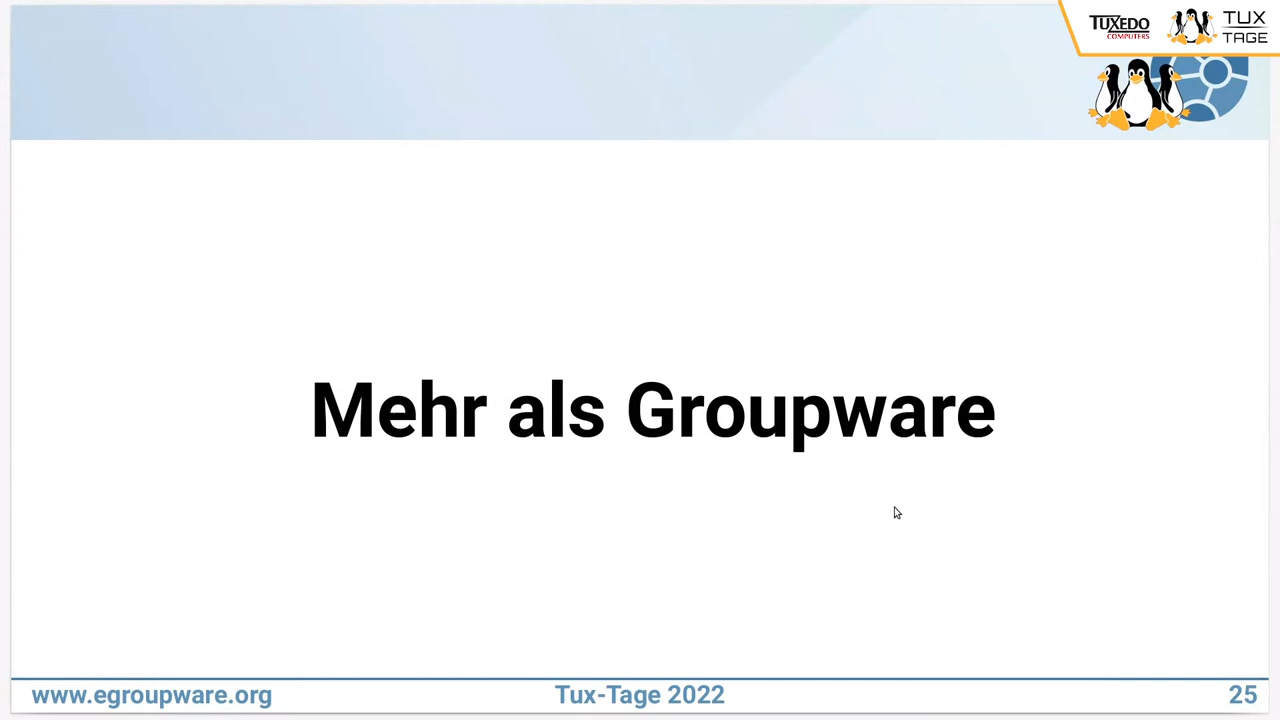 TUXEDO
COMPUTERS
TUX
TAGE
Mehr als Groupware
www.egroupware.org
Tux-Tage 2022
25